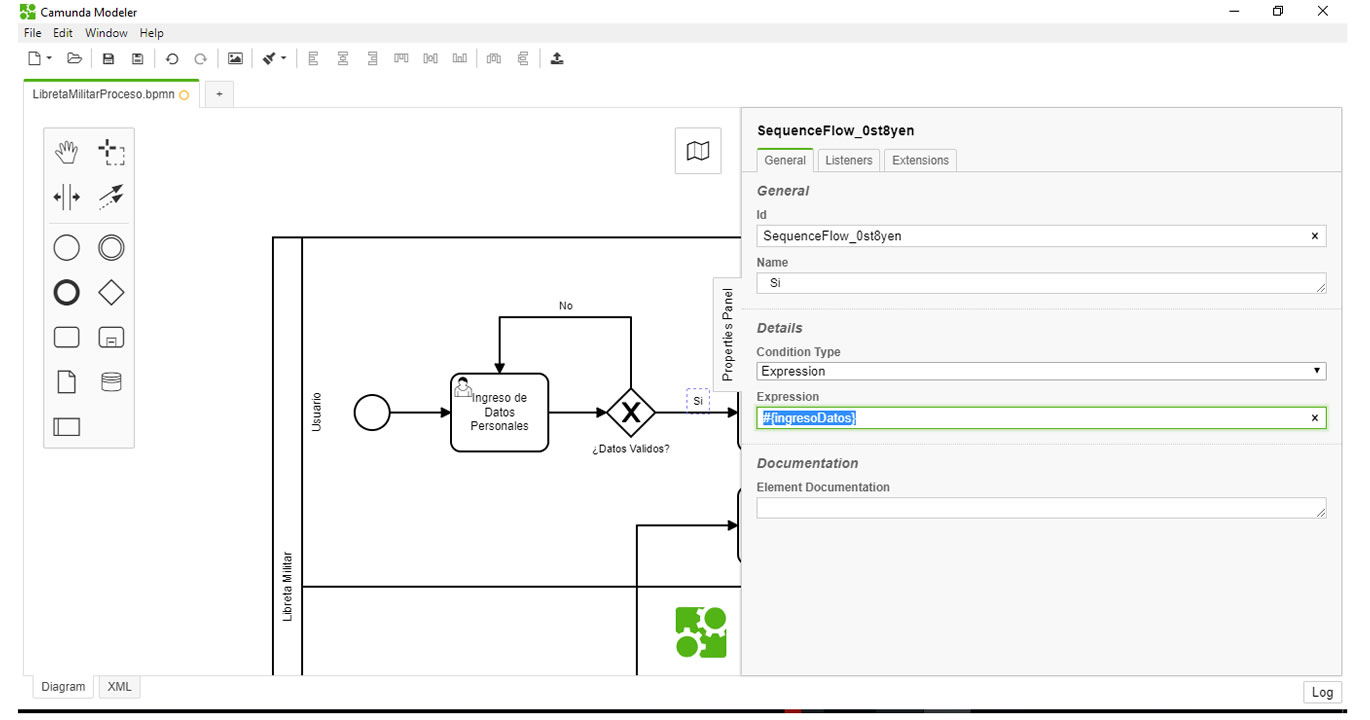 Camunda Modeler
File Edit Window Help
LibretaMilitarProceso.bpmn
+
SequenceFlow_0st8yen
General Listeners Extensions
General
Id
SequenceFlow_0st8yen ×
Name
Si
Details
Condition Type
Expression
Expression
#{ingresoDatos} ×
Documentation
Element Documentation
Properties Panel
No
Usuario
Ingreso de
Datos
Personales
X
Si
¿Datos Validos?
Libreta Militar
Diagram XML
Log